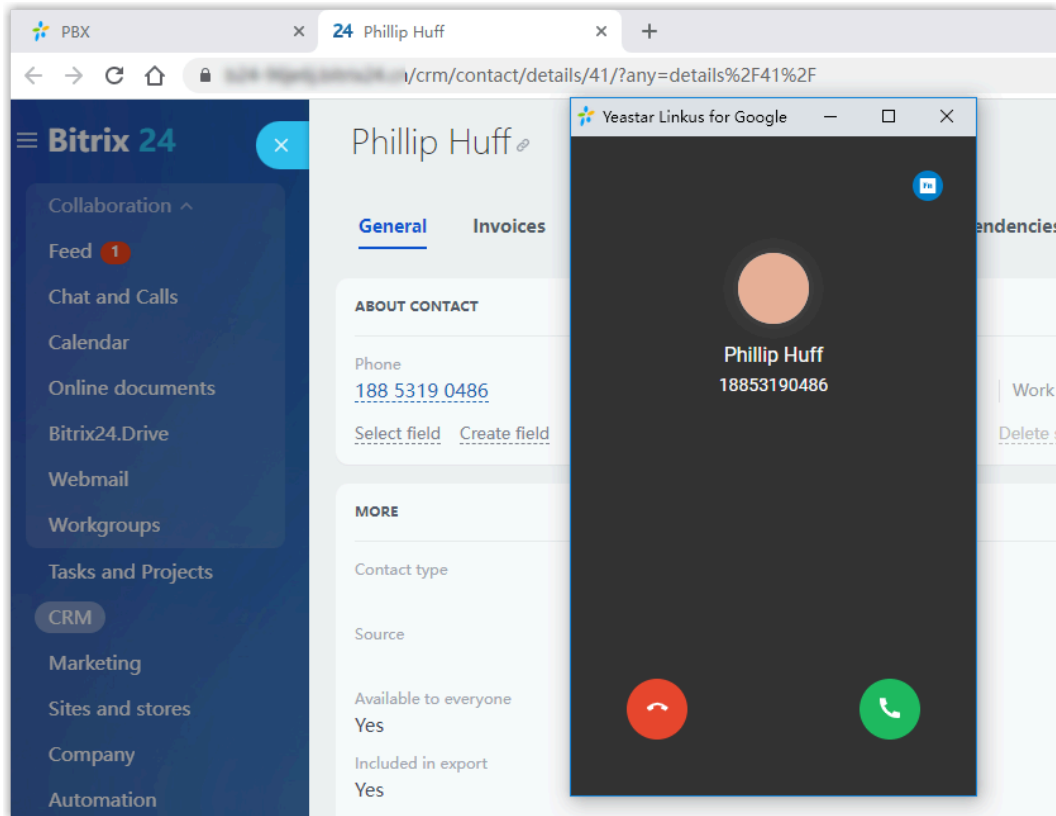 PBX
24 Phillip Huff
/crm/contact/details/41/?any=details%2F41%2F
Yeastar Linkus for Google
Bitrix 24
Collaboration
Feed 1
Chat and Calls
Calendar
Online documents
Bitrix24.Drive
Webmail
Workgroups
Tasks and Projects
CRM
Marketing
Sites and stores
Company
Automation
Phillip Huff
General Invoices
endencies
ABOUT CONTACT
Phone
188 5319 0486
Work
Select field Create field
Delete
MORE
Contact type
Source
Available to everyone
Yes
Included in export
Yes
Phillip Huff
18853190486